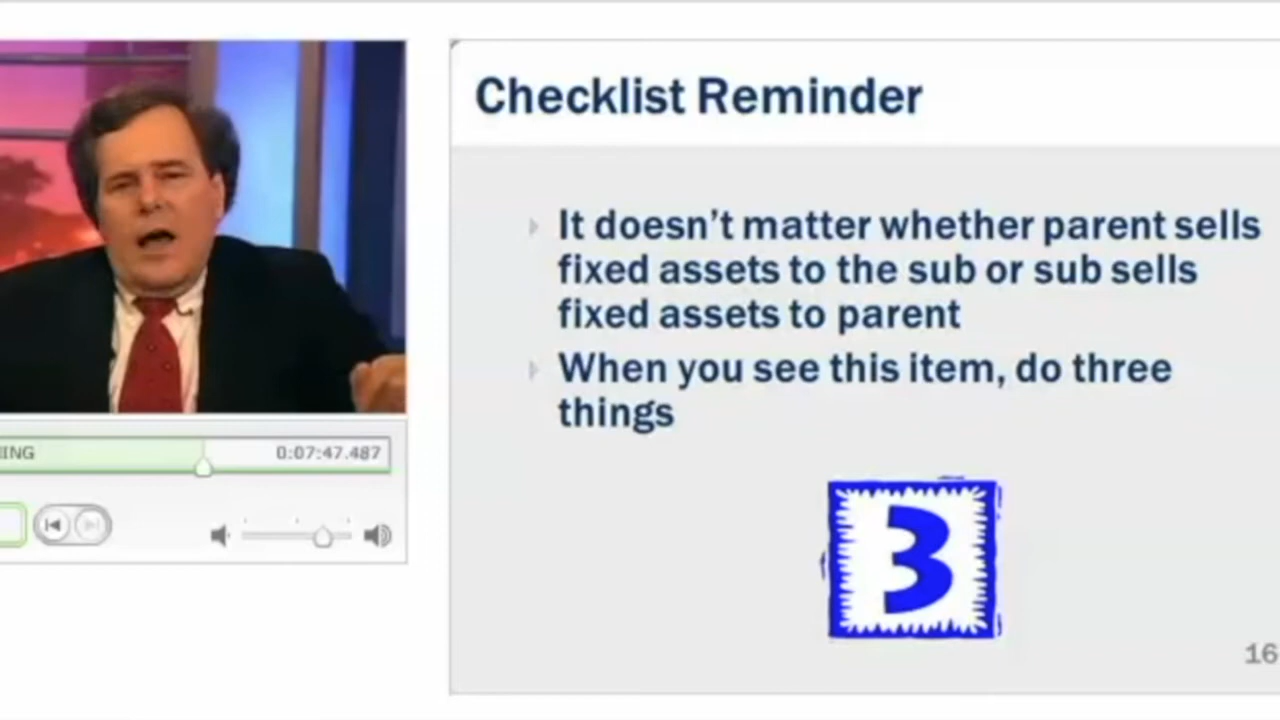 Checklist Reminder
It doesn't matter whether parent sells
fixed assets to the sub or sub sells
fixed assets to parent
When you see this item, do three
things
3
16
0:07:47.487